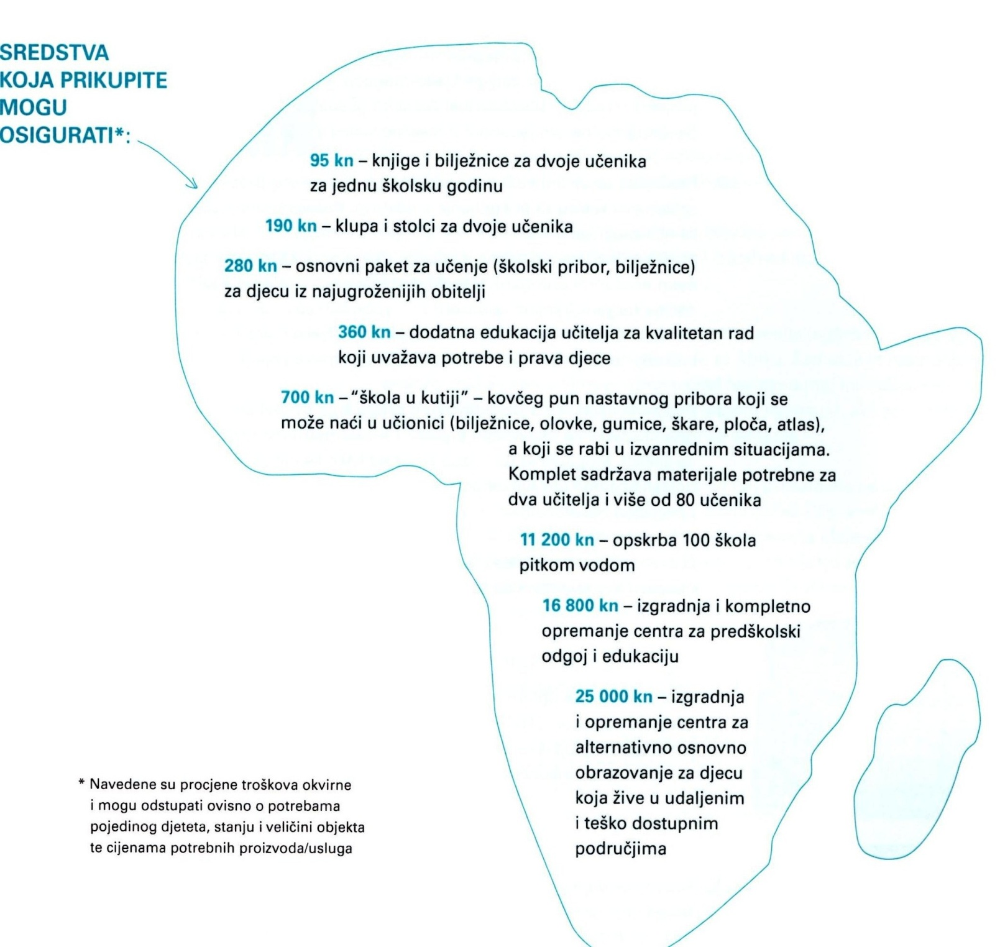 SREDSTVA
KOJA PRIKUPITE
MOGU
OSIGURATI*:
95 kn – knjige i bilježnice za dvoje učenika
za jednu školsku godinu
190 kn – klupa i stolci za dvoje učenika
280 kn – osnovni paket za učenje (školski pribor, bilježnice)
za djecu iz najugroženijih obitelji
360 kn – dodatna edukacija učitelja za kvalitetan rad
koji uvažava potrebe i prava djece
700 kn –“škola u kutiji” – kovčeg pun nastavnog pribora koji se
može naći u učionici (bilježnice, olovke, gumice, škare, ploča, atlas),
a koji se rabi u izvanrednim situacijama.
Komplet sadržava materijale potrebne za
dva učitelja i više od 80 učenika
11 200 kn – opskrba 100 škola
pitkom vodom
16 800 kn – izgradnja i kompletno
opremanje centra za predškolski
odgoj i edukaciju
25 000 kn – izgradnja
i opremanje centra za
alternativno osnovno
obrazovanje za djecu
koja žive u udaljenim
i teško dostupnim
područjima
* Navedene su procjene troškova okvirne
i mogu odstupati ovisno o potrebama
pojedinog djeteta, stanju i veličini objekta
te cijenama potrebnih proizvoda/usluga